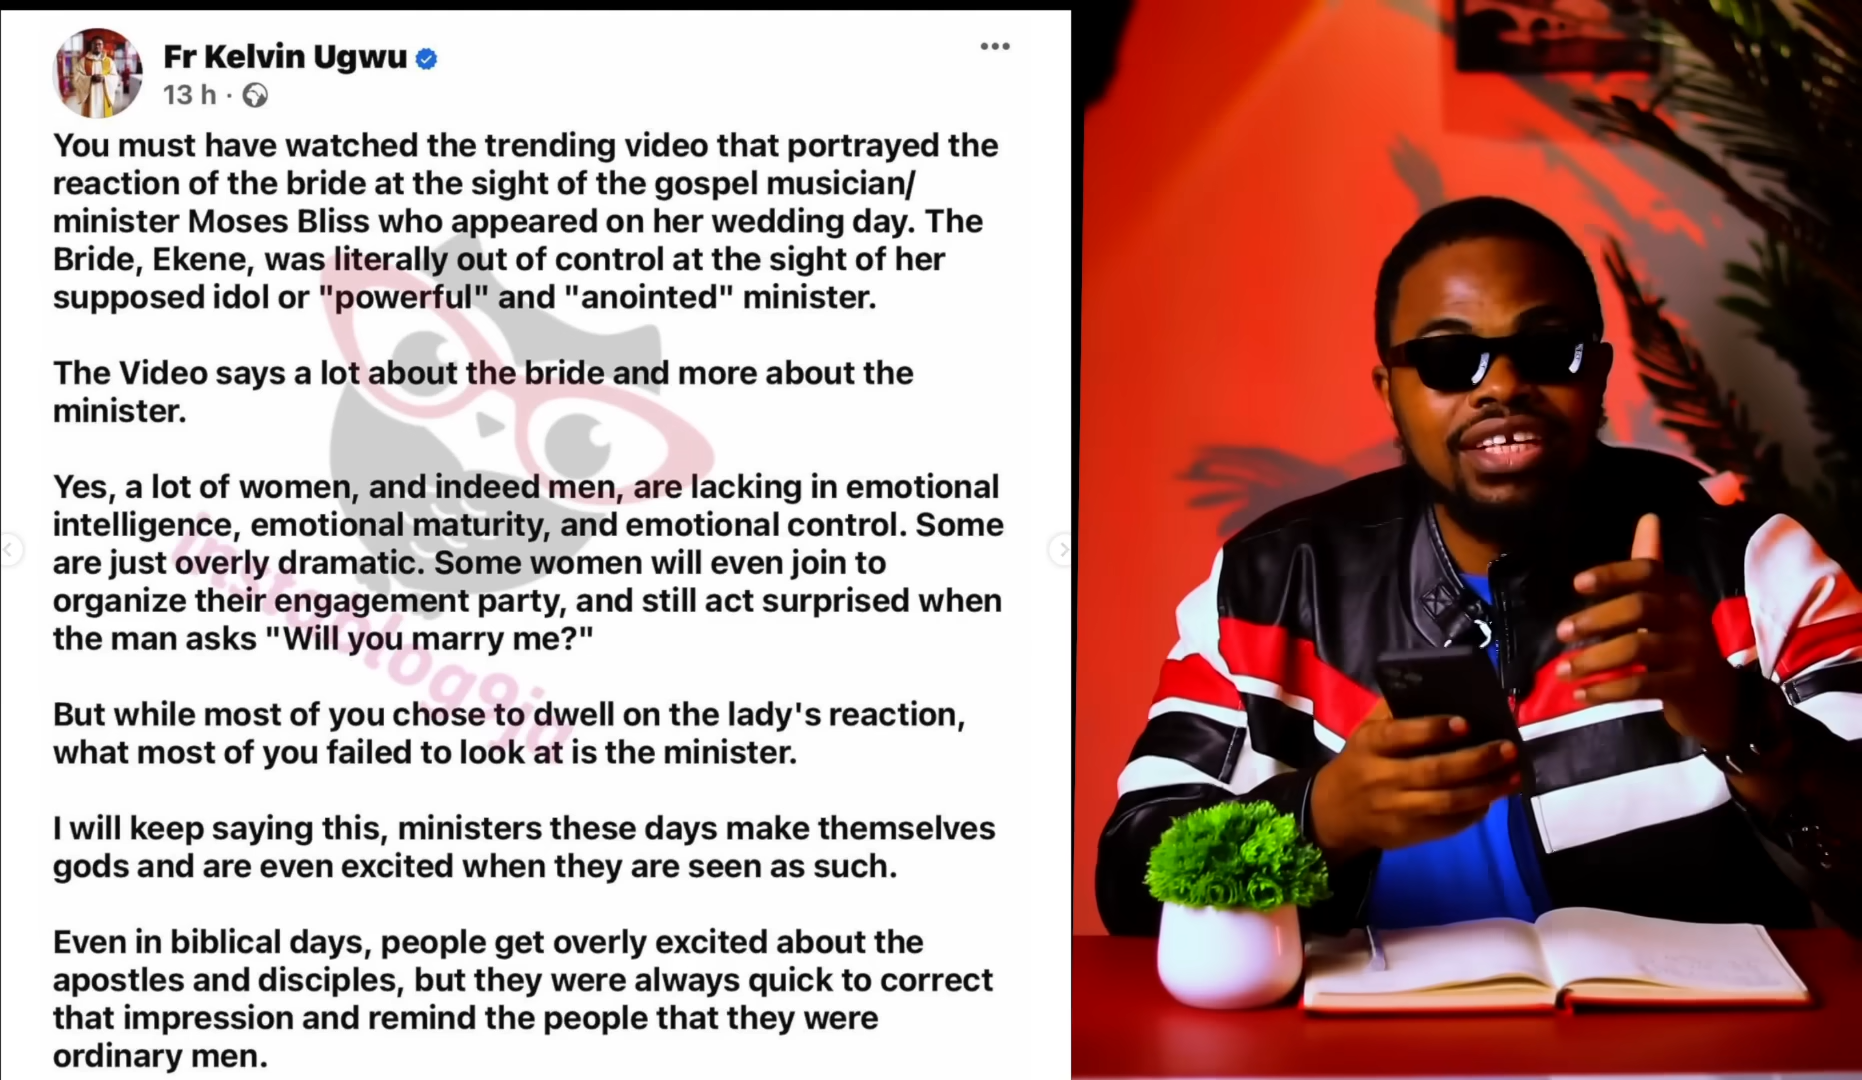 Fr Kelvin Ugwu
13 h ·
You must have watched the trending video that portrayed the
reaction of the bride at the sight of the gospel musician/
minister Moses Bliss who appeared on her wedding day. The
Bride, Ekene, was literally out of control at the sight of her
supposed idol or "powerful" and "anointed" minister.
The Video says a lot about the bride and more about the
minister.
Yes, a lot of women, and indeed men, are lacking in emotional
intelligence, emotional maturity, and emotional control. Some
are just overly dramatic. Some women will even join to
organize their engagement party, and still act surprised when
the man asks "Will you marry me?"
But while most of you chose to dwell on the lady's reaction,
what most of you failed to look at is the minister.
I will keep saying this, ministers these days make themselves
gods and are even excited when they are seen as such.
Even in biblical days, people get overly excited about the
apostles and disciples, but they were always quick to correct
that impression and remind the people that they were
ordinary men.
instablog9ja